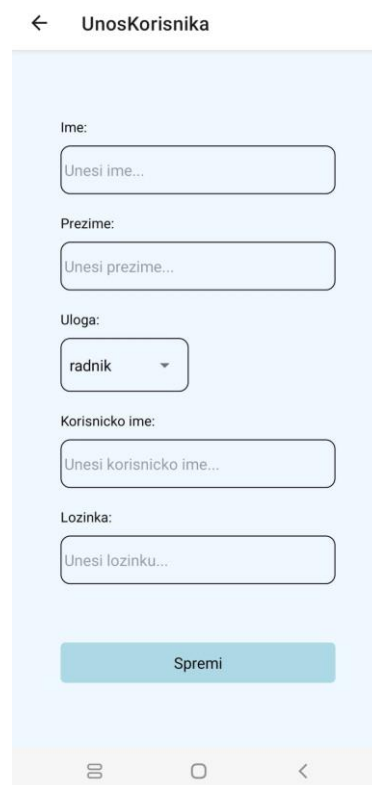 UnosKorisnika
Ime:
Unesi ime...
Prezime:
Unesi prezime...
Uloga:
radnik
Korisnicko ime:
Unesi korisnicko ime...
Lozinka:
Unesi lozinku...
Spremi